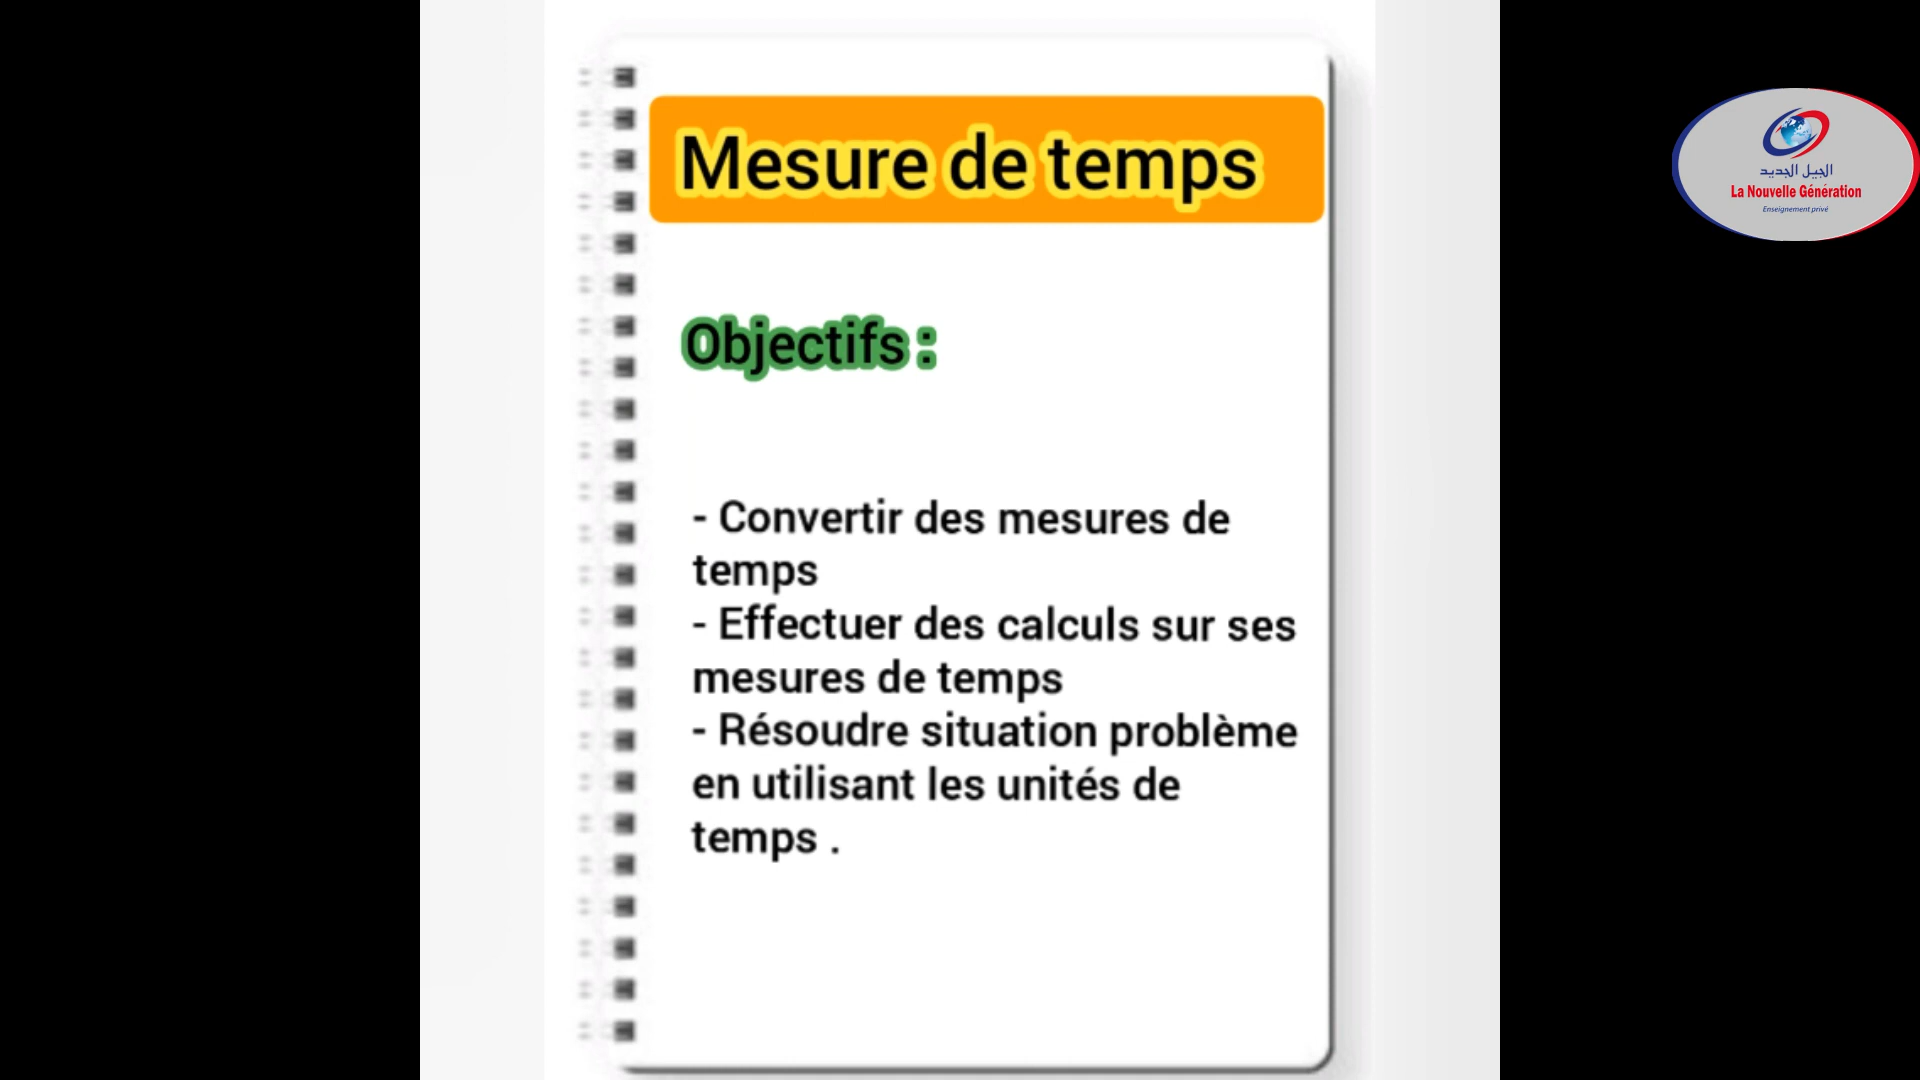 Mesure de temps
Objectifs :
- Convertir des mesures de
temps
- Effectuer des calculs sur ses
mesures de temps
- Résoudre situation problème
en utilisant les unités de
temps .
الجيل الجديد
La Nouvelle Génération
Enseignement privé